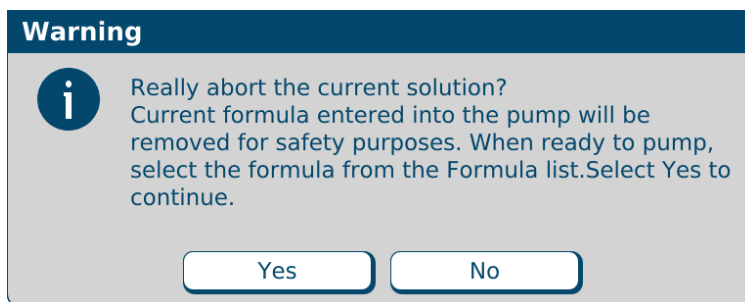 Warning
Really abort the current solution?
Current formula entered into the pump will be
removed for safety purposes. When ready to pump,
select the formula from the Formula list.Select Yes to
continue.
Yes
No